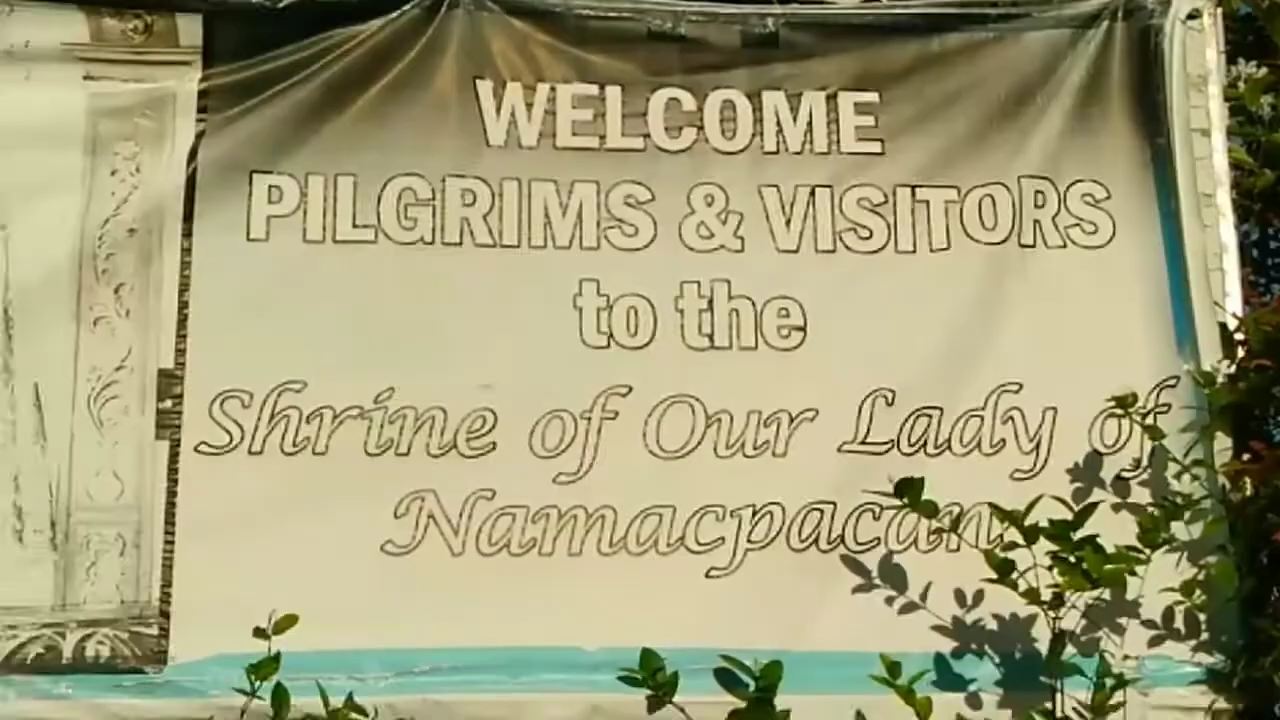 WELCOME
PILGRIMS & VISITORS
to the
Shrine of Our Lady of
Namacpacan